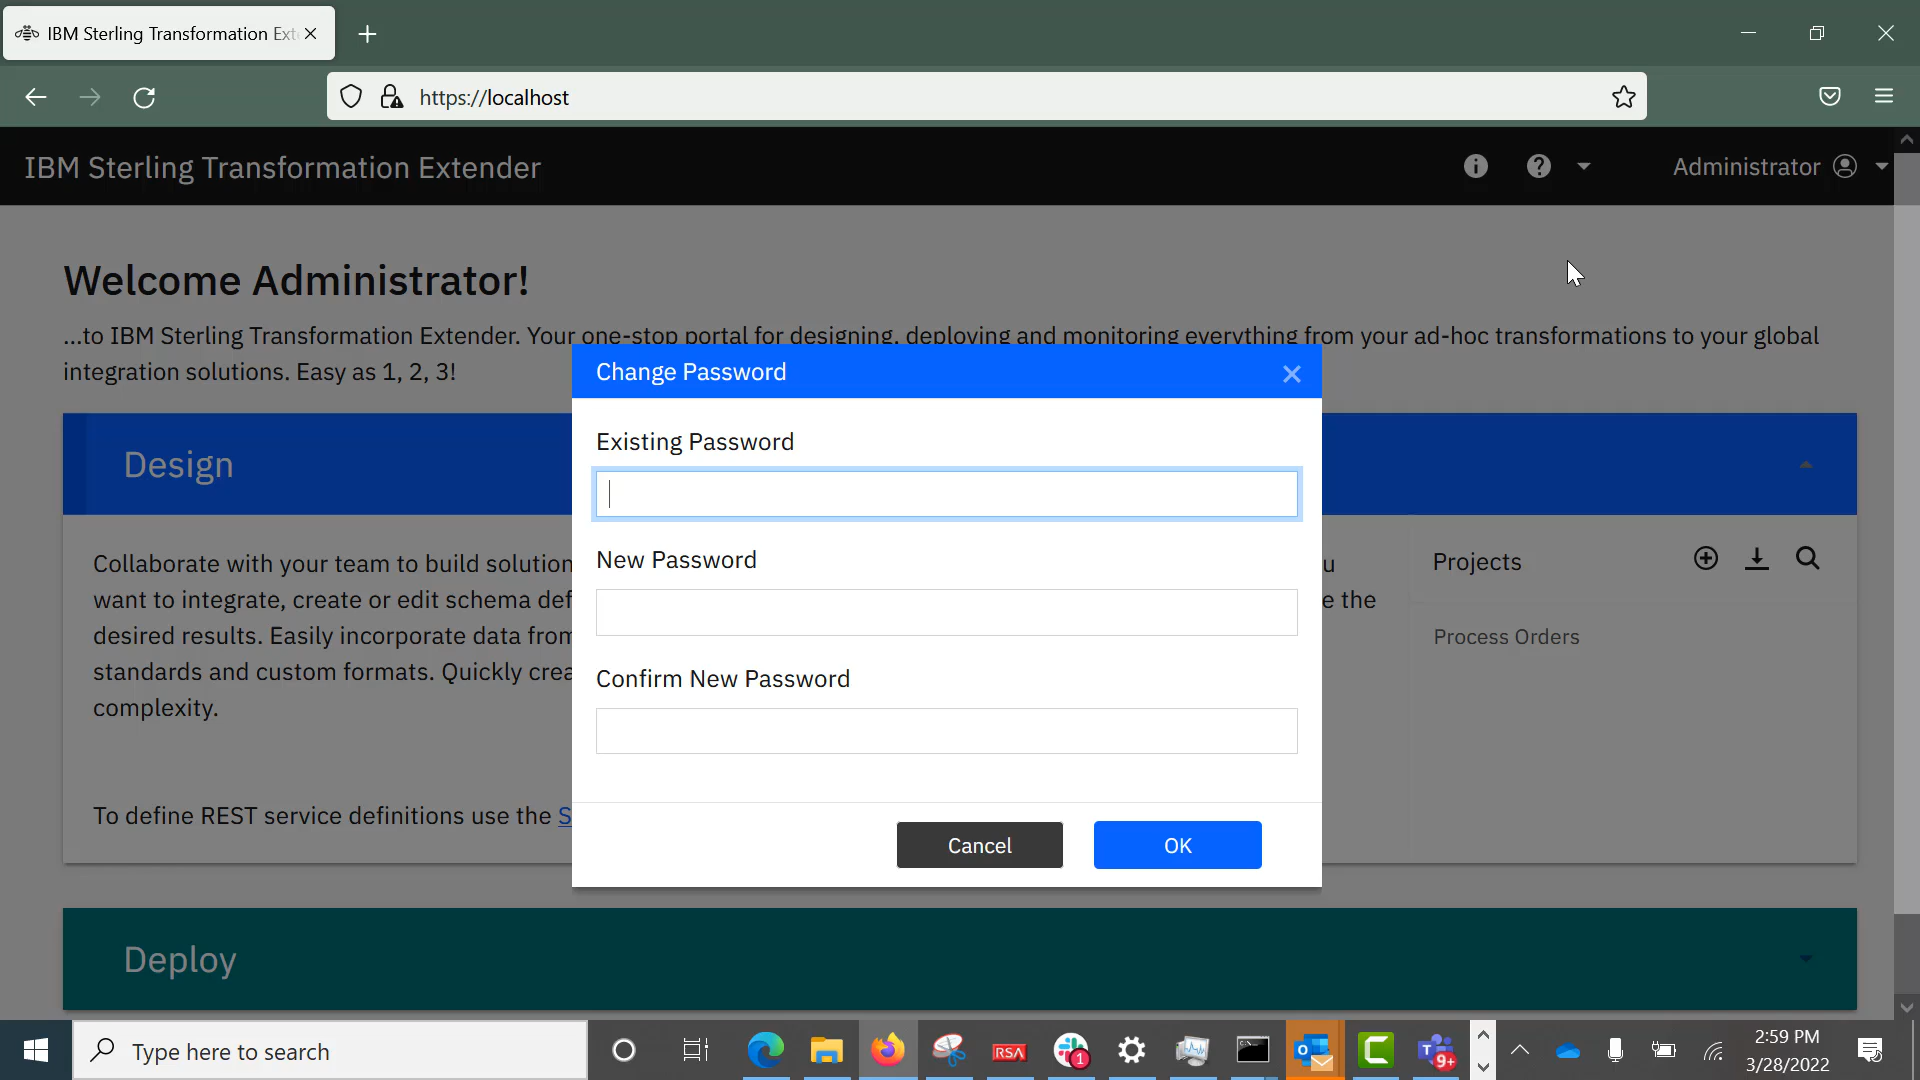 IBM Sterling Transformation Ext
https://localhost
IBM Sterling Transformation Extender
Administrator
Welcome Administrator!
...to IBM Sterling Transformation Extender. Your one-stop portal for designing, deploying and monitoring everything from your ad-hoc transformations to your global
integration solutions. Easy as 1, 2, 3!
Change Password
Existing Password
New Password
Confirm New Password
Cancel
OK
Design
Collaborate with your team to build solution
want to integrate, create or edit schema def
e the
desired results. Easily incorporate data from
standards and custom formats. Quickly crea
complexity.
To define REST service definitions use the S
Projects
Process Orders
Deploy
Type here to search
RSA
1
9+
2:59 PM
3/28/2022